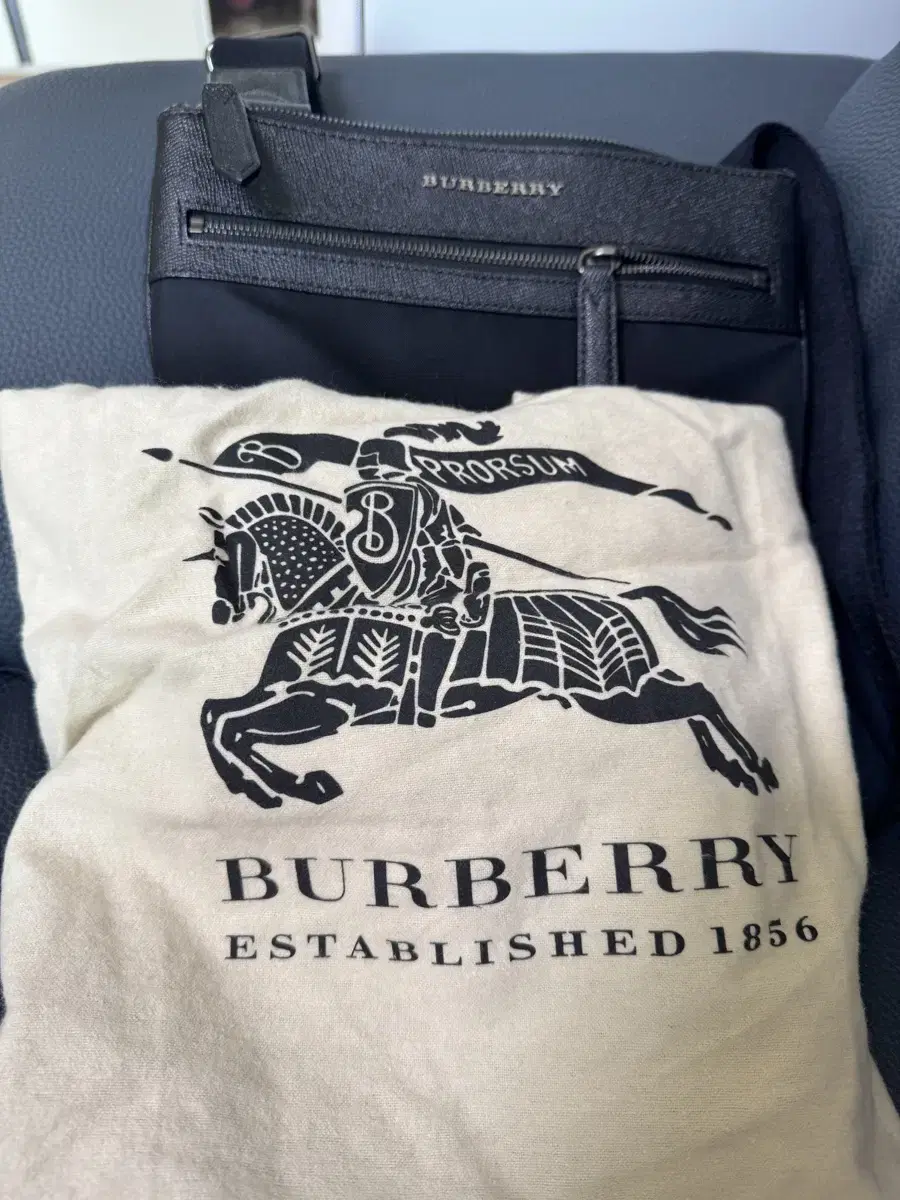 BURBERRY
B PRORSUM
B
BURBERRY
ESTABLISHED 1856